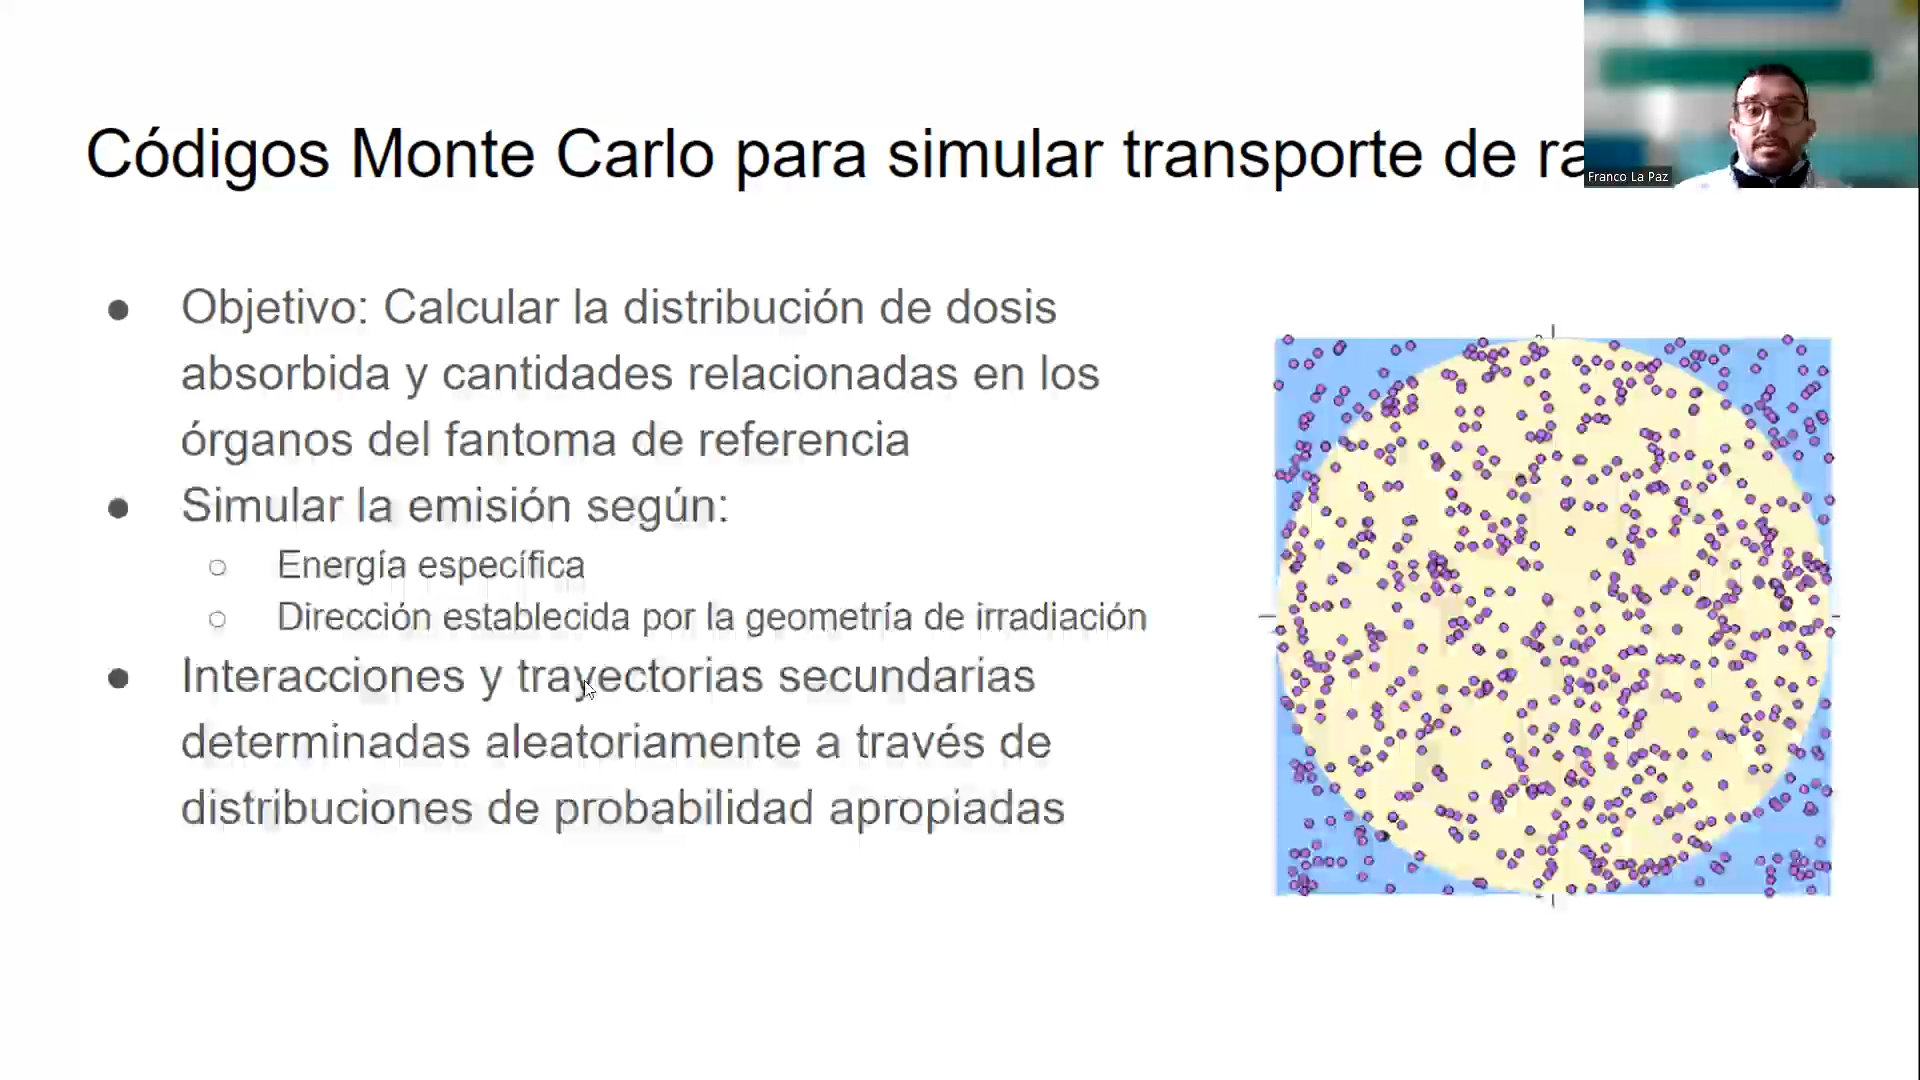 Códigos Monte Carlo para simular transporte de ra
Franco La Paz
● Objetivo: Calcular la distribución de dosis
absorbida y cantidades relacionadas en los
órganos del fantoma de referencia
● Simular la emisión según:
○ Energía específica
○ Dirección establecida por la geometría de irradiación
● Interacciones y trayectorias secundarias
determinadas aleatoriamente a través de
distribuciones de probabilidad apropiadas